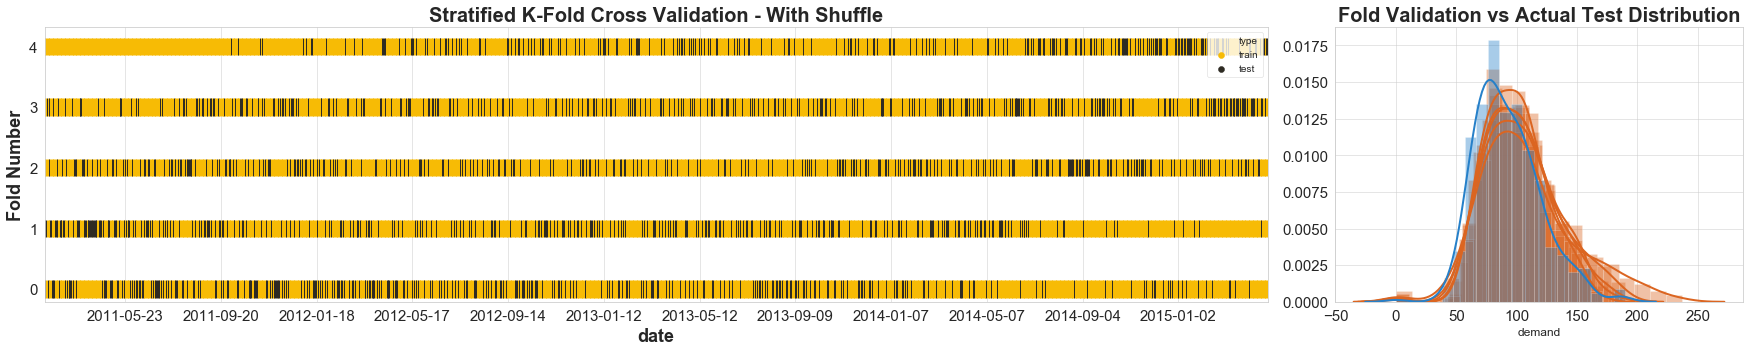 Stratified K-Fold Cross Validation - With Shuffle
Fold Number
4
3
2
1
0
type
train
test
2011-05-23 2011-09-20 2012-01-18 2012-05-17 2012-09-14 2013-01-12 2013-05-12 2013-09-09 2014-01-07 2014-05-07 2014-09-04 2015-01-02
date
Fold Validation vs Actual Test Distribution
0.0175
0.0150
0.0125
0.0100
0.0075
0.0050
0.0025
0.0000
−50 0 50 100 150 200 250
demand